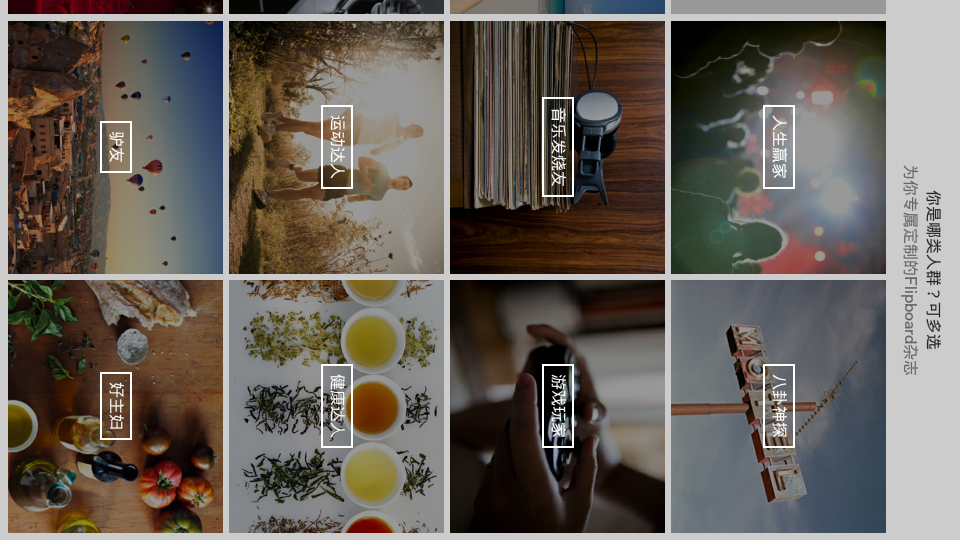 你是哪类人群？可多选
为你专属定制的Flipboard杂志
人生赢家
八卦神探
音乐发烧友
游戏玩家
运动达人
健康达人
驴友
好主妇